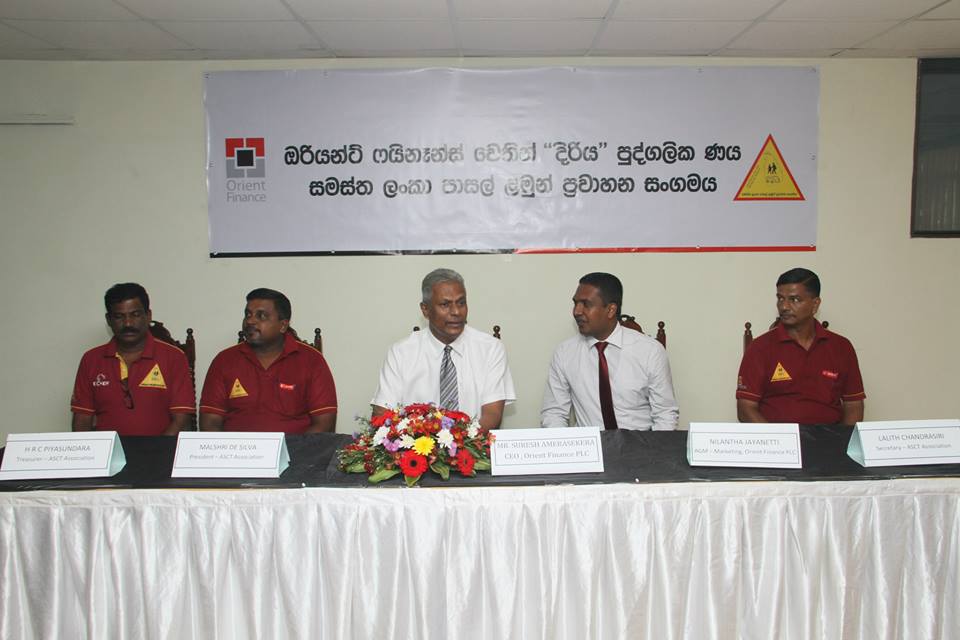 ඔරියන්ට් ෆයිනෑන්ස් වෙතින් “දිරිය” පුද්ගලික ණය
සමස්ත ලංකා පාසල් ළමුන් ප්‍රවාහන සංගමය
Orient
Finance
H R C PIYASUNDARA
Treasurer – ASCT Association
MALSHRI DE SILVA
President – ASCT Association
MR. SURESH AMERASEKERA
CEO , Orient Finance PLC
NILANTHA JAYANETTI
AGM – Marketing, Orient Finance PLC
LALITH CHANDRASIRI
Secretary – ASCT Association